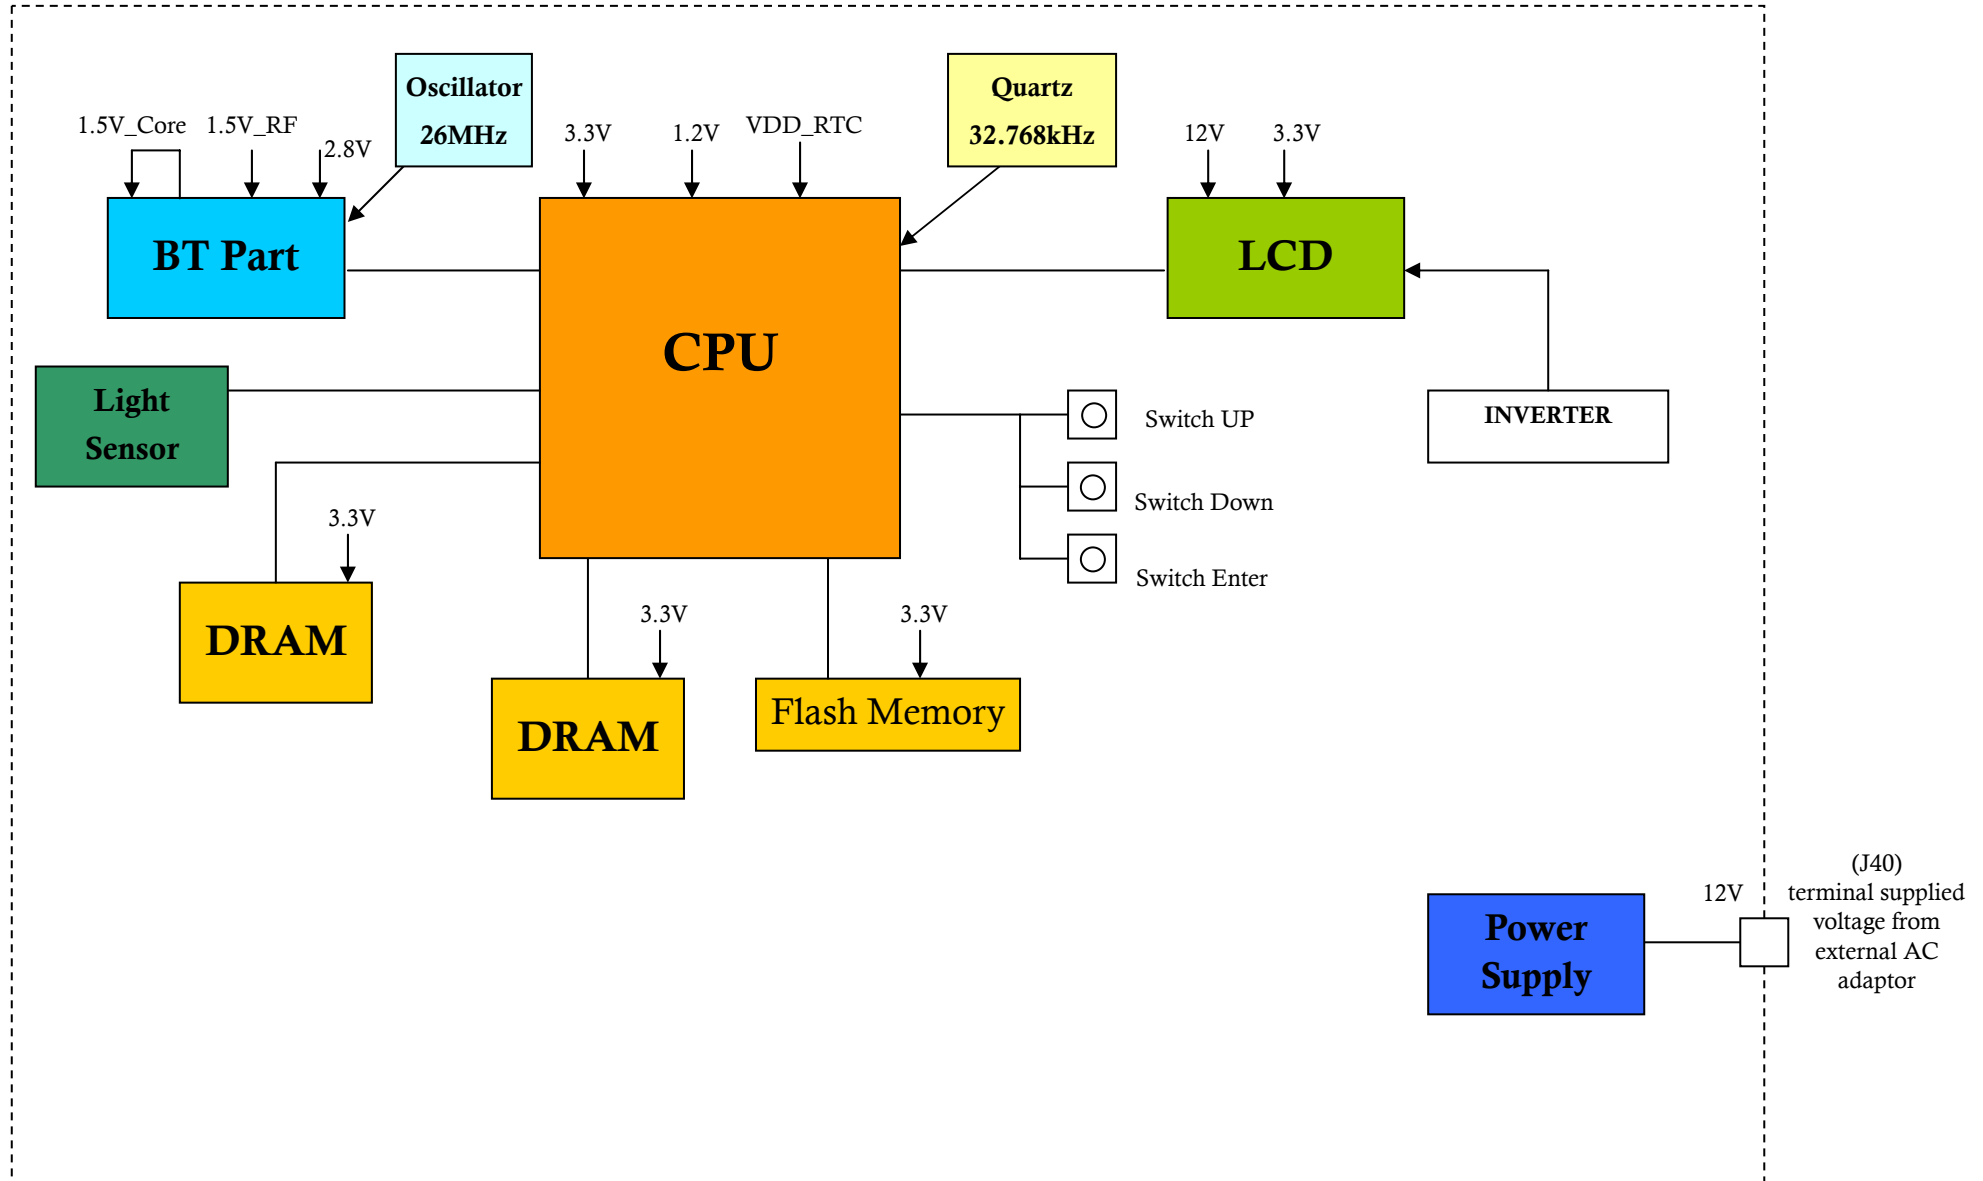 Oscillator
26MHz
Quartz
32.768kHz
1.5V_Core
1.5V_RF
2.8V
3.3V
1.2V
VDD_RTC
12V
3.3V
BT Part
CPU
LCD
Light
Sensor
INVERTER
Switch UP
Switch Down
Switch Enter
3.3V
DRAM
3.3V
DRAM
3.3V
Flash Memory
Power
Supply
12V
(J40)
terminal supplied
voltage from
external AC
adaptor